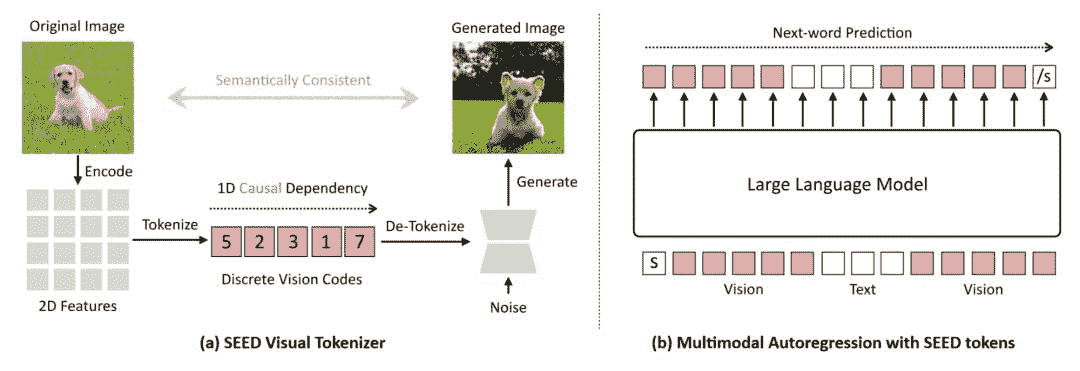 Original Image
Generated Image
Semantically Consistent
Encode
Generate
1D Causal Dependency
Tokenize
5 2 3 1 7
De-Tokenize
Discrete Vision Codes
2D Features
Noise
(a) SEED Visual Tokenizer
Next-word Prediction
/s
Large Language Model
S
Vision
Text
Vision
(b) Multimodal Autoregression with SEED tokens